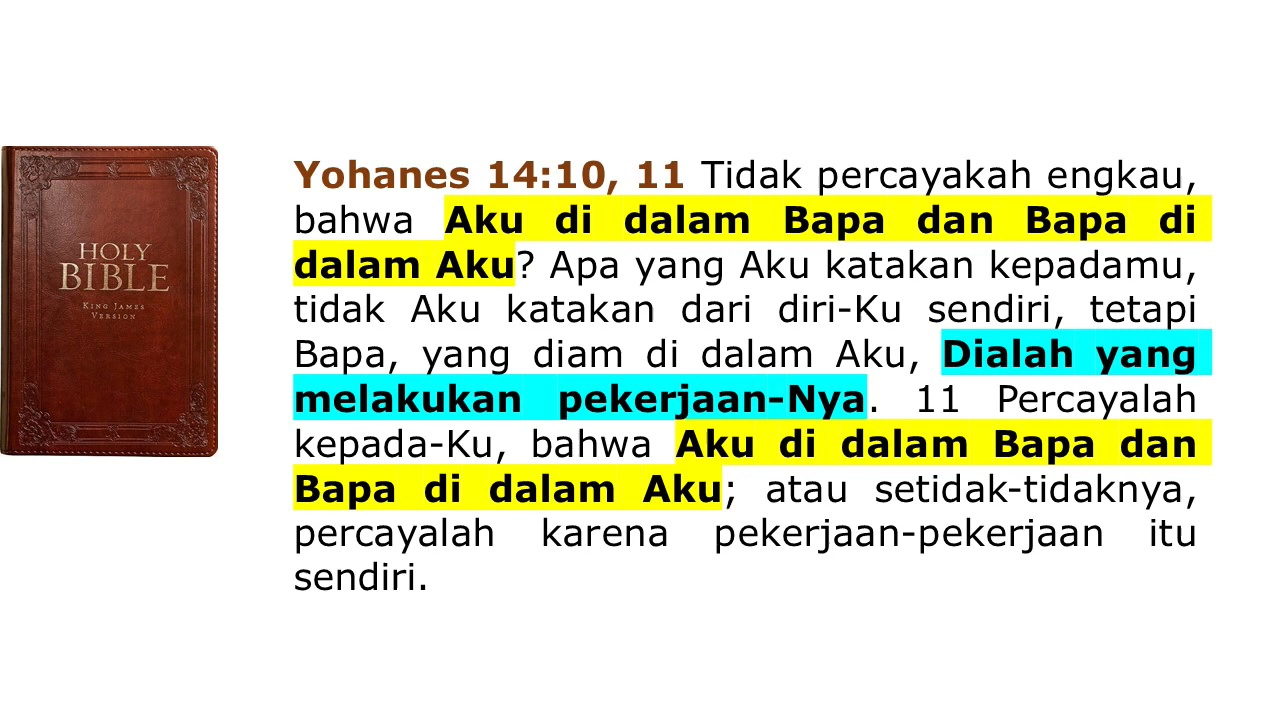 HOLY
BIBLE
KING JAMES
VERSION
Yohanes 14:10, 11 Tidak percayakah engkau,
bahwa Aku di dalam Bapa dan Bapa di
dalam Aku? Apa yang Aku katakan kepadamu,
tidak Aku katakan dari diri-Ku sendiri, tetapi
Bapa, yang diam di dalam Aku, Dialah yang
melakukan pekerjaan-Nya. 11 Percayalah
kepada-Ku, bahwa Aku di dalam Bapa dan
Bapa di dalam Aku; atau setidak-tidaknya,
percayalah karena pekerjaan-pekerjaan itu
sendiri.